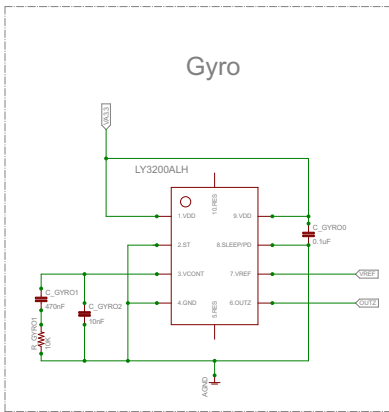 Gyro
VA3.3
LY3200ALH
10.RES
1.VDD
9.VDD
C_GYRO0
0.1uF
2.ST
8.SLEEP/PD
3.VCONT
7.VREF
VREF
C_GYRO1
470nF
C_GYRO2
10nF
4.GND
6.OUTZ
OUTZ
R_GYRO1
10K
5.RES
AGND